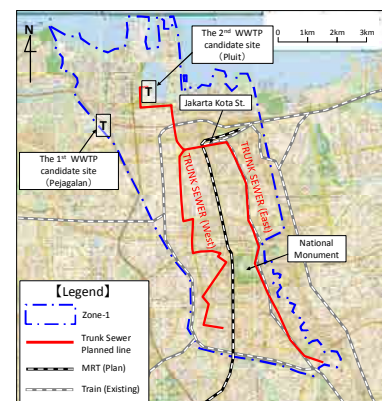 N
The 2nd WWTP
candidate site
(Pluit)
0 1km 2km 3km
T
Jakarta Kota St.
T
The 1st WWTP
candidate site
(Pejagalan)
TRUNK SEWER (West)
TRUNK SEWER (East)
National
Monument
【Legend】
Zone-1
Trunk Sewer
Planned line
MRT (Plan)
Train (Existing)